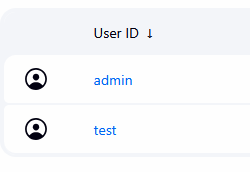 User ID ↓
admin
test